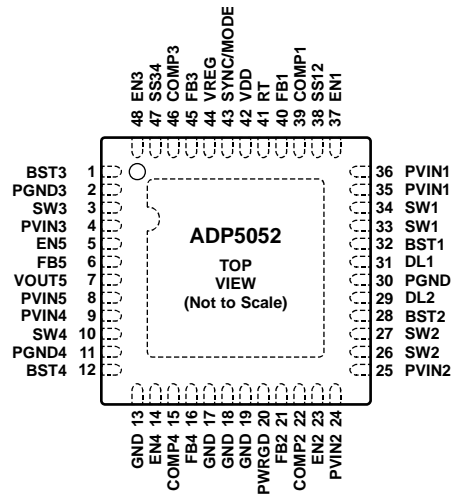 48 EN3
47 SS34
46 COMP3
45 FB3
44 VREG
43 SYNC/MODE
42 VDD
41 RT
40 FB1
39 COMP1
38 SS12
37 EN1
BST3 1
PGND3 2
SW3 3
PVIN3 4
EN5 5
FB5 6
VOUT5 7
PVIN5 8
PVIN4 9
SW4 10
PGND4 11
BST4 12
ADP5052
TOP
VIEW
(Not to Scale)
36 PVIN1
35 PVIN1
34 SW1
33 SW1
32 BST1
31 DL1
30 PGND
29 DL2
28 BST2
27 SW2
26 SW2
25 PVIN2
GND 13
EN4 14
COMP4 15
FB4 16
GND 17
GND 18
GND 19
PWRGD 20
FB2 21
COMP2 22
EN2 23
PVIN2 24